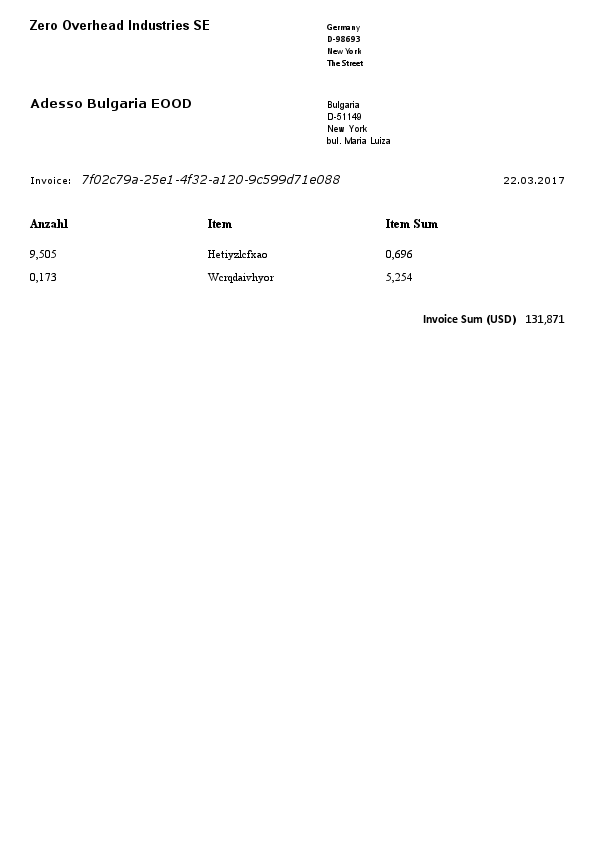 Zero Overhead Industries SE
Germany
D-98693
New York
The Street
Adesso Bulgaria EOOD
Bulgaria
D-51149
New York
bul. Maria Luiza
Invoice: 7f02c79a-25e1-4f32-a120-9c599d71e088 22.03.2017
Anzahl Item Item Sum
9,505 Hetiyzlcfxao 0,696
0,173 Wcrqdaivhyor 5,254
Invoice Sum (USD) 131,871